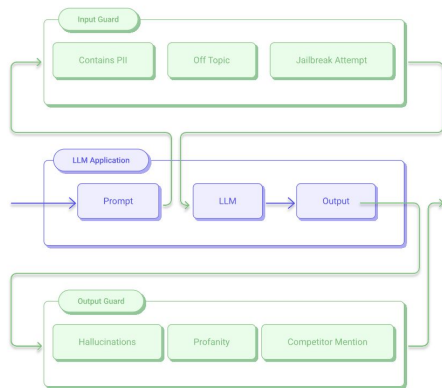 Input Guard
Contains PII
Off Topic
Jailbreak Attempt
LLM Application
Prompt
LLM
Output
Output Guard
Hallucinations
Profanity
Competitor Mention